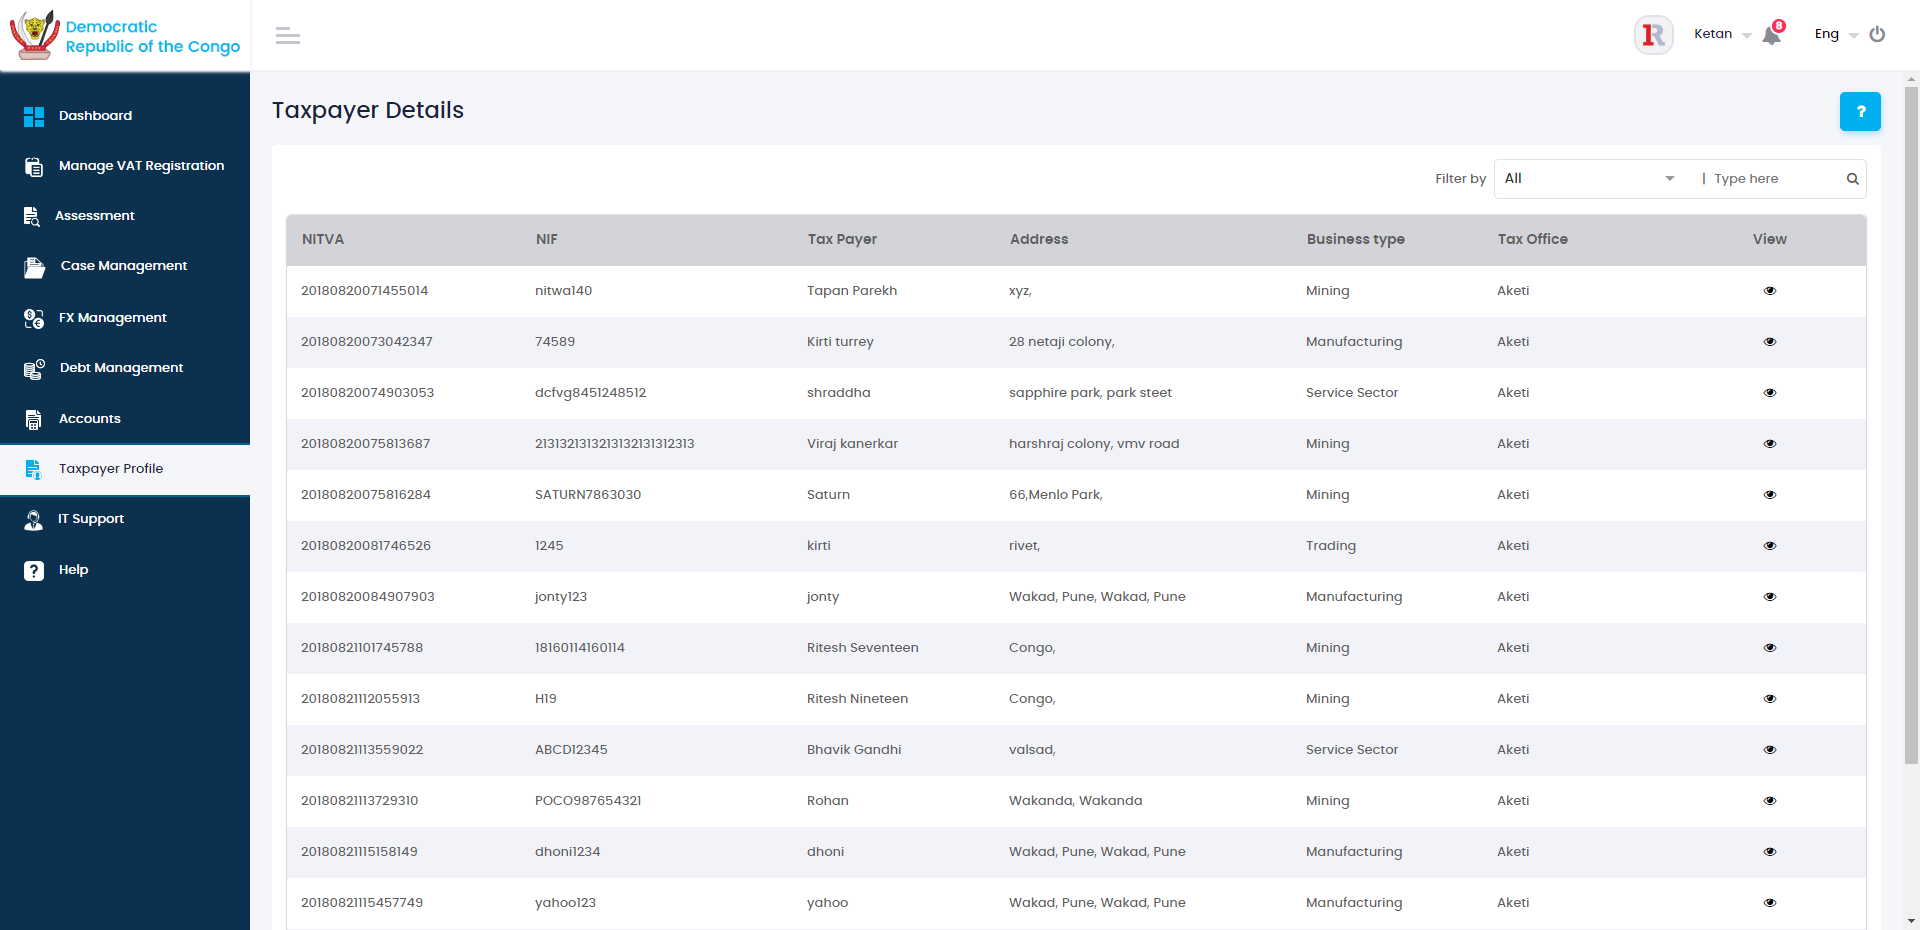 Democratic
Republic of the Congo
1R
Ketan
8
Eng
Dashboard
Manage VAT Registration
Assessment
Case Management
FX Management
Debt Management
Accounts
Taxpayer Profile
IT Support
Help
Taxpayer Details
?
Filter by All | Type here
NITVA NIF Tax Payer Address Business type Tax Office View
20180820071455014 nitwa140 Tapan Parekh xyz, Mining Aketi
20180820073042347 74589 Kirti turrey 28 netaji colony, Manufacturing Aketi
20180820074903053 dcfvg8451248512 shraddha sapphire park, park steet Service Sector Aketi
20180820075813687 2131321313213132131312313 Viraj kanerkar harshraj colony, vmv road Mining Aketi
20180820075816284 SATURN7863030 Saturn 66,Menlo Park, Mining Aketi
20180820081746526 1245 kirti rivet, Trading Aketi
20180820084907903 jonty123 jonty Wakad, Pune, Wakad, Pune Manufacturing Aketi
20180821101745788 18160114160114 Ritesh Seventeen Congo, Mining Aketi
20180821112055913 H19 Ritesh Nineteen Congo, Mining Aketi
20180821113559022 ABCD12345 Bhavik Gandhi valsad, Service Sector Aketi
20180821113729310 POCO987654321 Rohan Wakanda, Wakanda Mining Aketi
20180821115158149 dhoni1234 dhoni Wakad, Pune, Wakad, Pune Manufacturing Aketi
20180821115457749 yahoo123 yahoo Wakad, Pune, Wakad, Pune Manufacturing Aketi